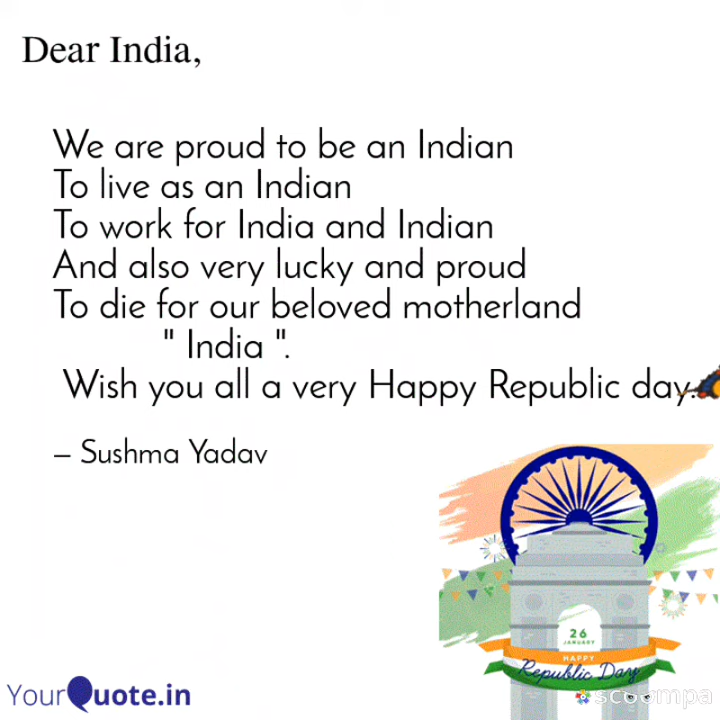 Dear India,
We are proud to be an Indian
To live as an Indian
To work for India and Indian
And also very lucky and proud
To die for our beloved motherland
" India ".
Wish you all a very Happy Republic day.
– Sushma Yadav
26
JANUARY
HAPPY
Republic Day
scoompa
YourQuote.in